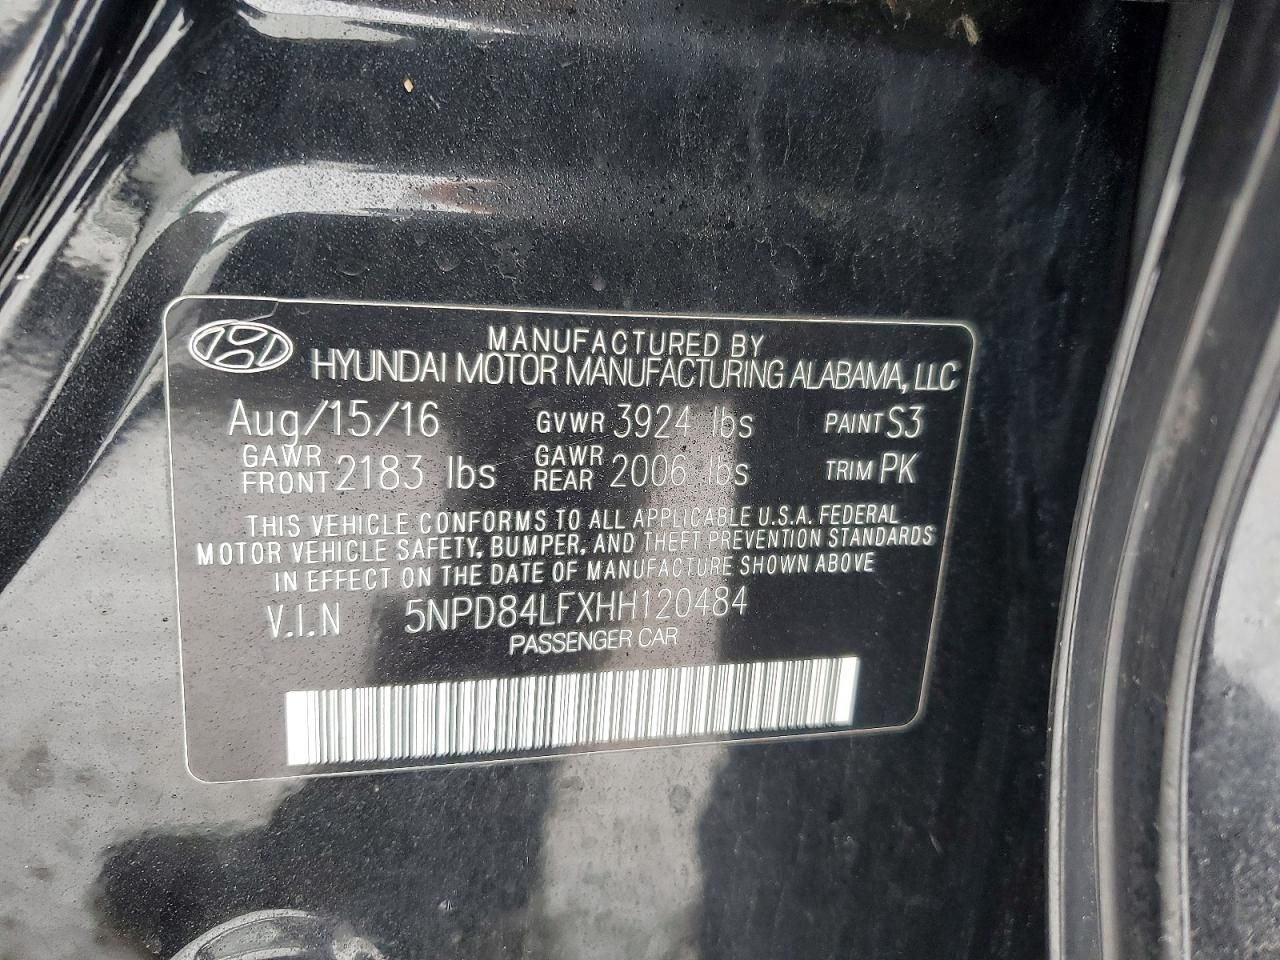 MANUFACTURED BY
HYUNDAI MOTOR MANUFACTURING ALABAMA, LLC
Aug/15/16 GVWR 3924 lbs PAINT S3
GAWR FRONT 2183 lbs GAWR REAR 2006 lbs TRIM PK
THIS VEHICLE CONFORMS TO ALL APPLICABLE U.S.A. FEDERAL
MOTOR VEHICLE SAFETY, BUMPER, AND THEFT PREVENTION STANDARDS
IN EFFECT ON THE DATE OF MANUFACTURE SHOWN ABOVE
V.I.N 5NPD84LFXHH120484
PASSENGER CAR